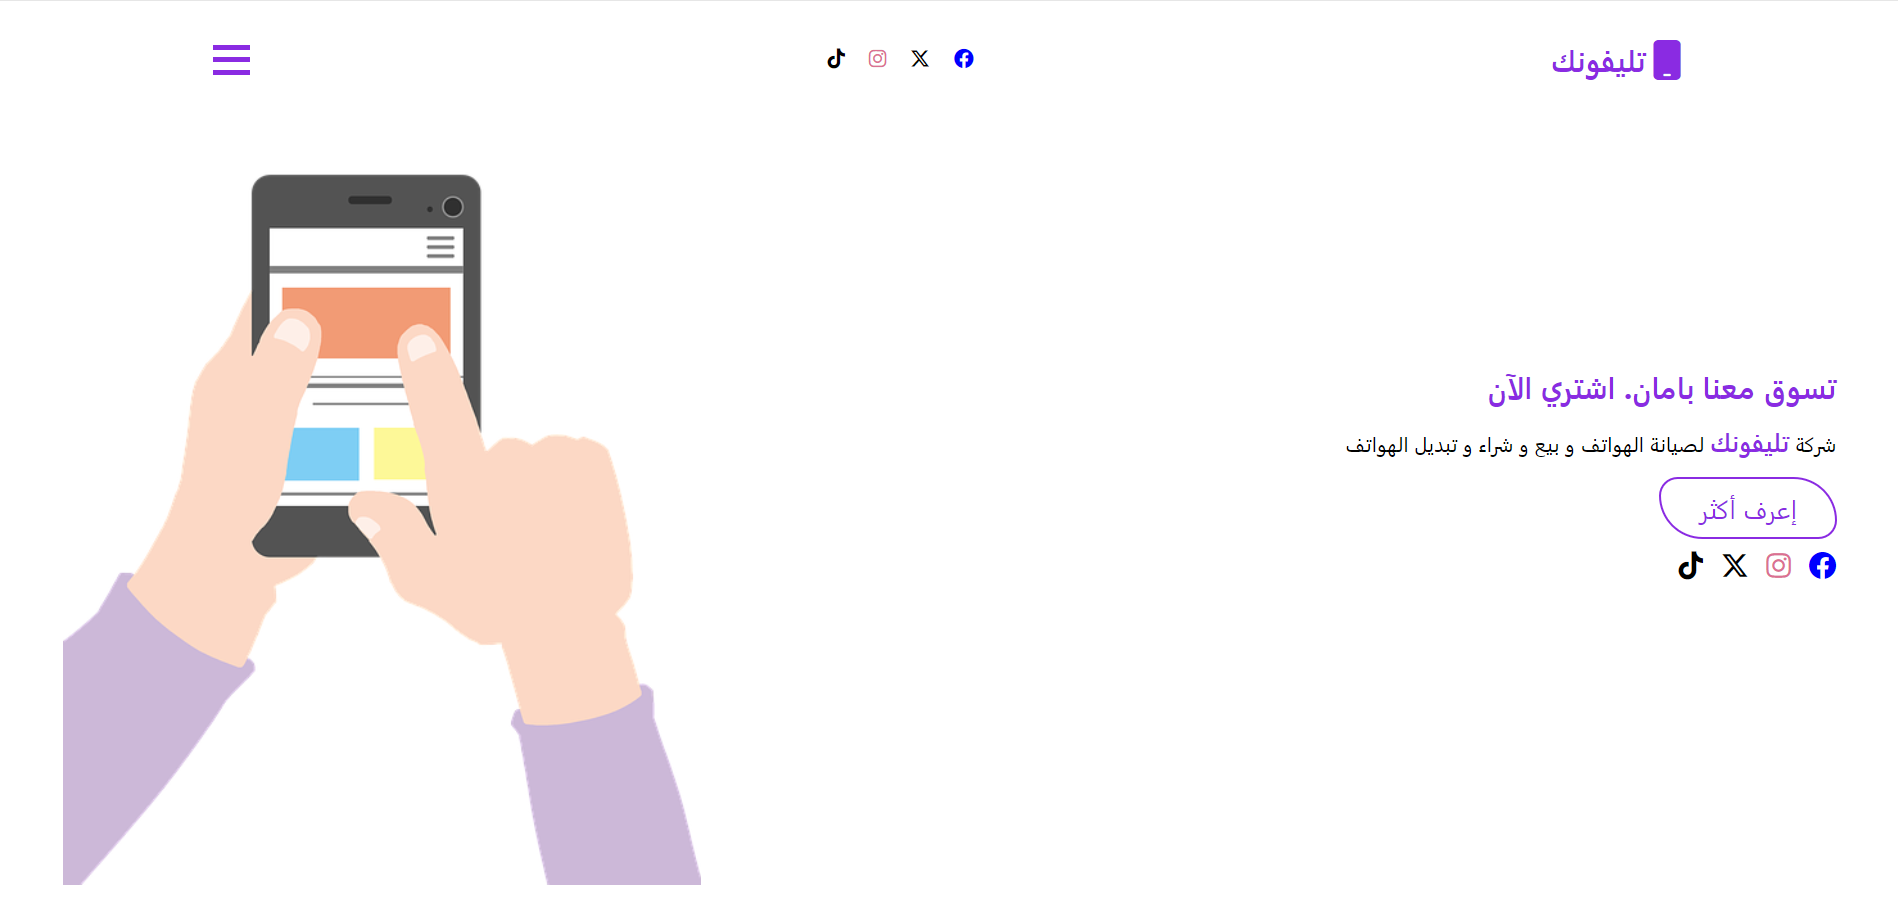 تليفونك
تسوق معنا بامان. اشتري الآن
شركة تليفونك لصيانة الهواتف و بيع و شراء و تبديل الهواتف
إعرف أكثر